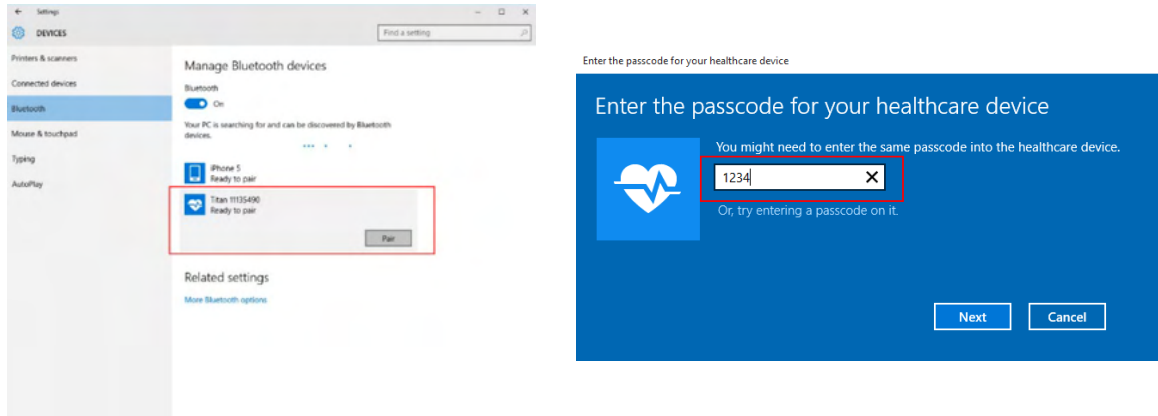 Settings
DEVICES
Find a setting
Printers & scanners
Connected devices
Bluetooth
Mouse & touchpad
Typing
AutoPlay
Manage Bluetooth devices
Bluetooth
On
Your PC is searching for and can be discovered by Bluetooth
devices.
iPhone 5
Ready to pair
Titan 11135490
Ready to pair
Pair
Related settings
More Bluetooth options
Enter the passcode for your healthcare device
Enter the passcode for your healthcare device
You might need to enter the same passcode into the healthcare device.
1234
Or, try entering a passcode on it.
Next
Cancel